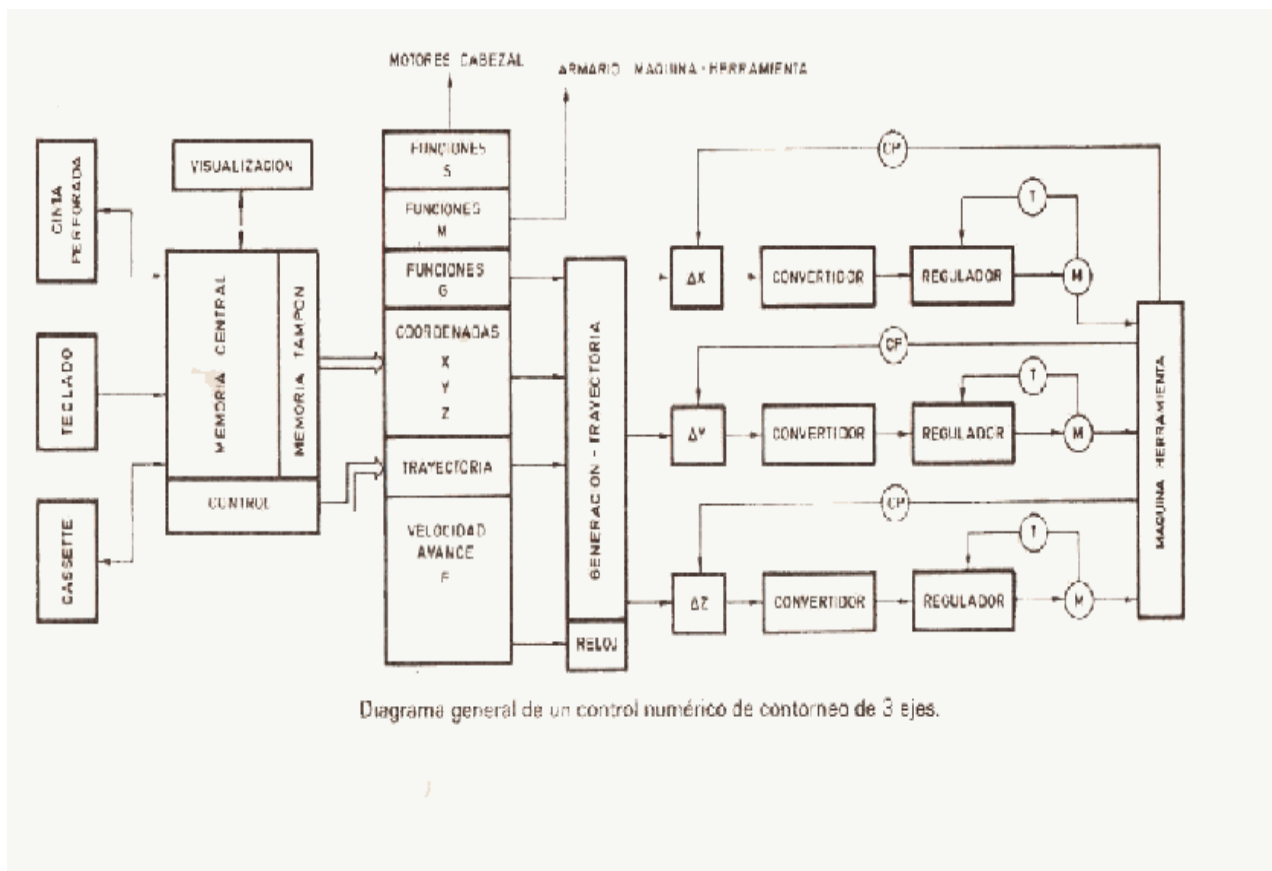 MOTORES CABEZAL
ARMARIO MAQUINA-HERRAMIENTA
CINTA
PERFORADA
VISUALIZACION
TECLADO
CASSETTE
MEMORIA CENTRAL
MEMORIA TAMPON
CONTROL
FUNCIONES
S
FUNCIONES
M
FUNCIONES
G
COORDENADAS
X
Y
Z
TRAYECTORIA
VELOCIDAD
AVANCE
F
GENERACION-TRAYECTORIA
RELOJ
CP
T
ΔX
CONVERTIDOR
REGULADOR
M
CP
T
ΔY
CONVERTIDOR
REGULADOR
M
CP
T
ΔZ
CONVERTIDOR
REGULADOR
M
MAQUINA HERRAMIENTA
Diagrama general de un control numérico de contorneo de 3 ejes.